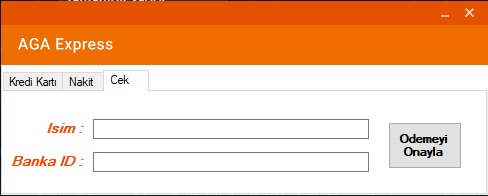 AGA Express
Kredi Kartı Nakit Cek
Isim :
Banka ID :
Odemeyi
Onayla